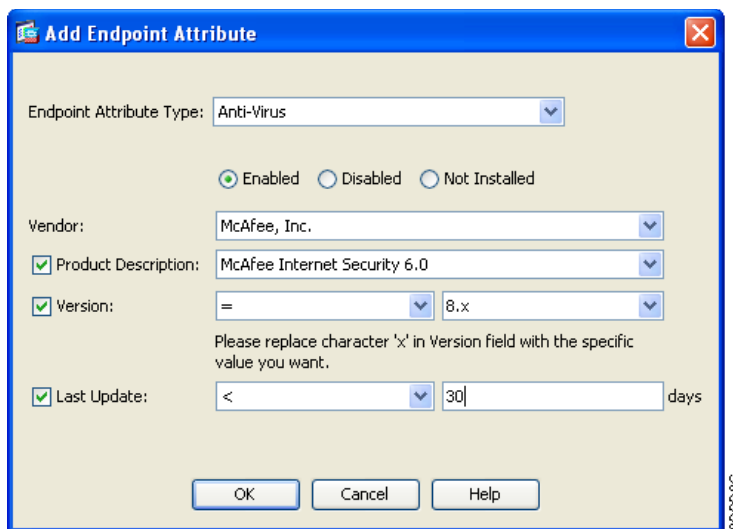 Add Endpoint Attribute
Endpoint Attribute Type: Anti-Virus
Enabled Disabled Not Installed
Vendor: McAfee, Inc.
Product Description: McAfee Internet Security 6.0
Version: = 8.x
Please replace character 'x' in Version field with the specific
value you want.
Last Update: < 30 days
OK Cancel Help